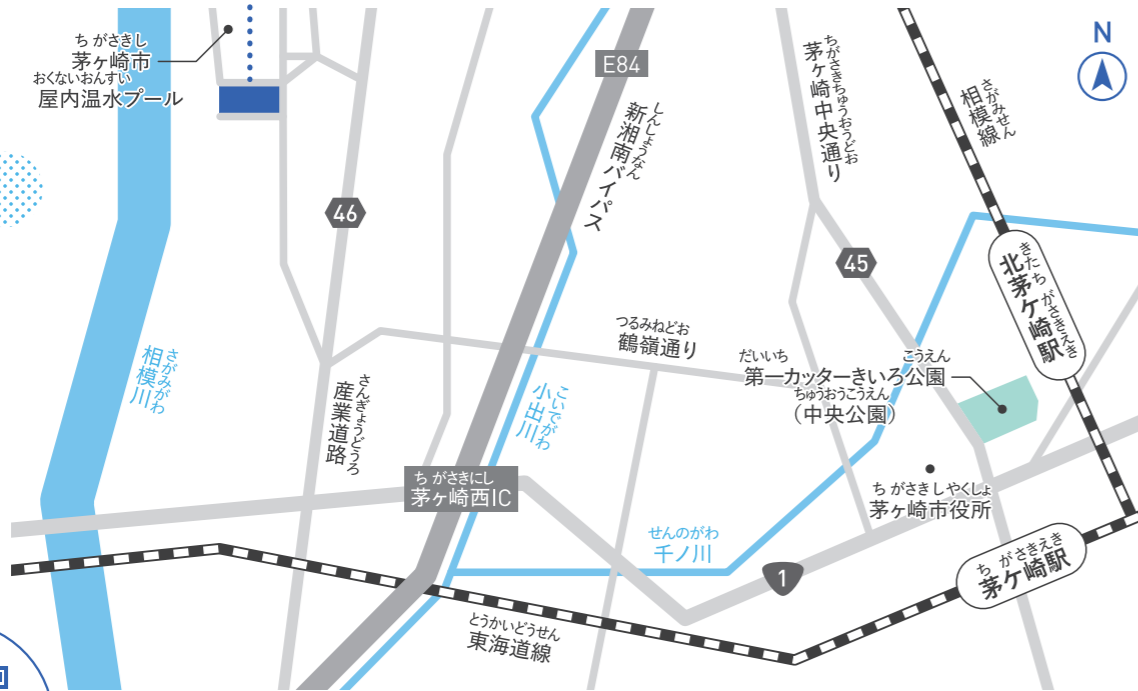 ちがさきし
茅ヶ崎市
おくないおんすい
屋内温水プール
E84
しんしょうなん
新湘南バイパス
ちがさきちゅうおうどお
茅ヶ崎中央通り
さがみせん
相模線
N
46
45
きたちがさきえき
北茅ケ崎駅
つるみねどお
鶴嶺通り
だいいち こうえん
第一カッターきいろ公園
ちゅうおうこうえん
(中央公園)
さがみがわ
相模川
さんぎょうどうろ
産業道路
こいでがわ
小出川
ちがさきにし
茅ヶ崎西IC
ちがさきしやくしょ
茅ヶ崎市役所
せんのがわ
千ノ川
1
ちがさきえき
茅ケ崎駅
とうかいどうせん
東海道線